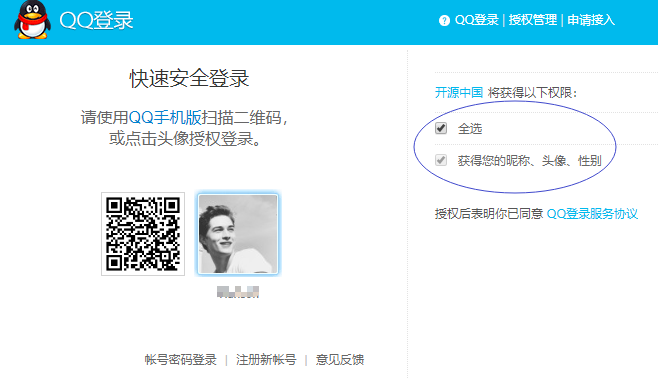 QQ登录
? QQ登录 | 授权管理 | 申请接入
快速安全登录
请使用QQ手机版扫描二维码，
或点击头像授权登录。
帐号密码登录 | 注册新帐号 | 意见反馈
开源中国 将获得以下权限：
全选
获得您的昵称、头像、性别
授权后表明你已同意 QQ登录服务协议